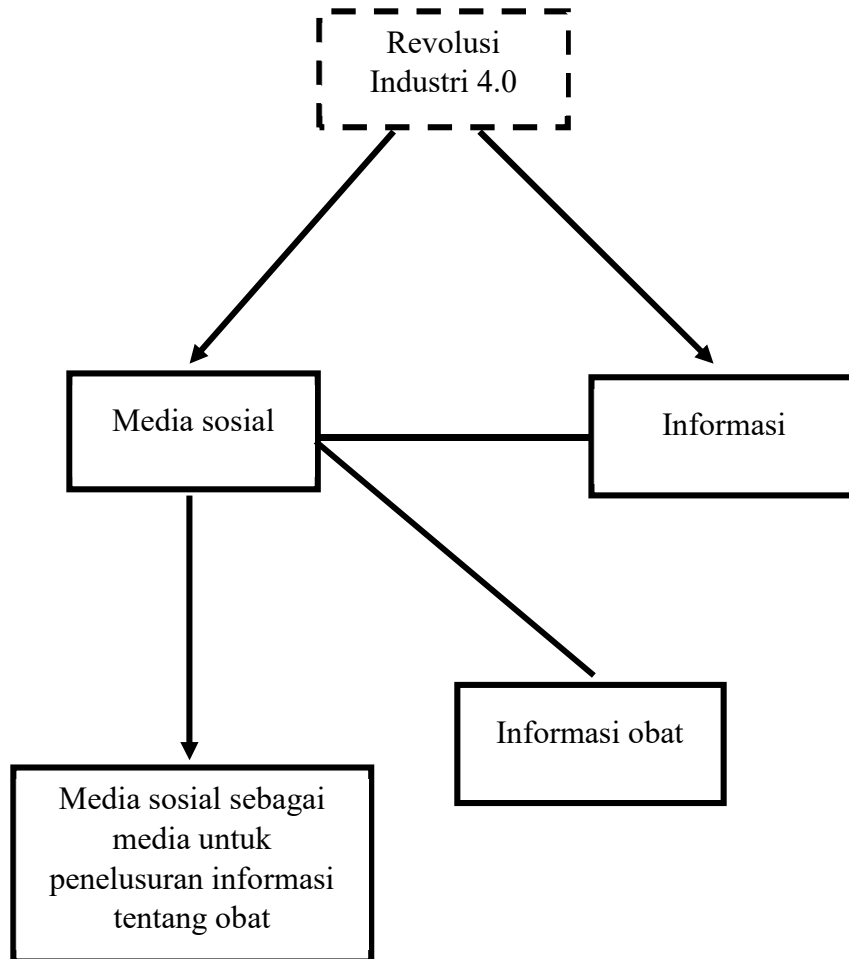 Revolusi
Industri 4.0
Media sosial
Informasi
Informasi obat
Media sosial sebagai
media untuk
penelusuran informasi
tentang obat